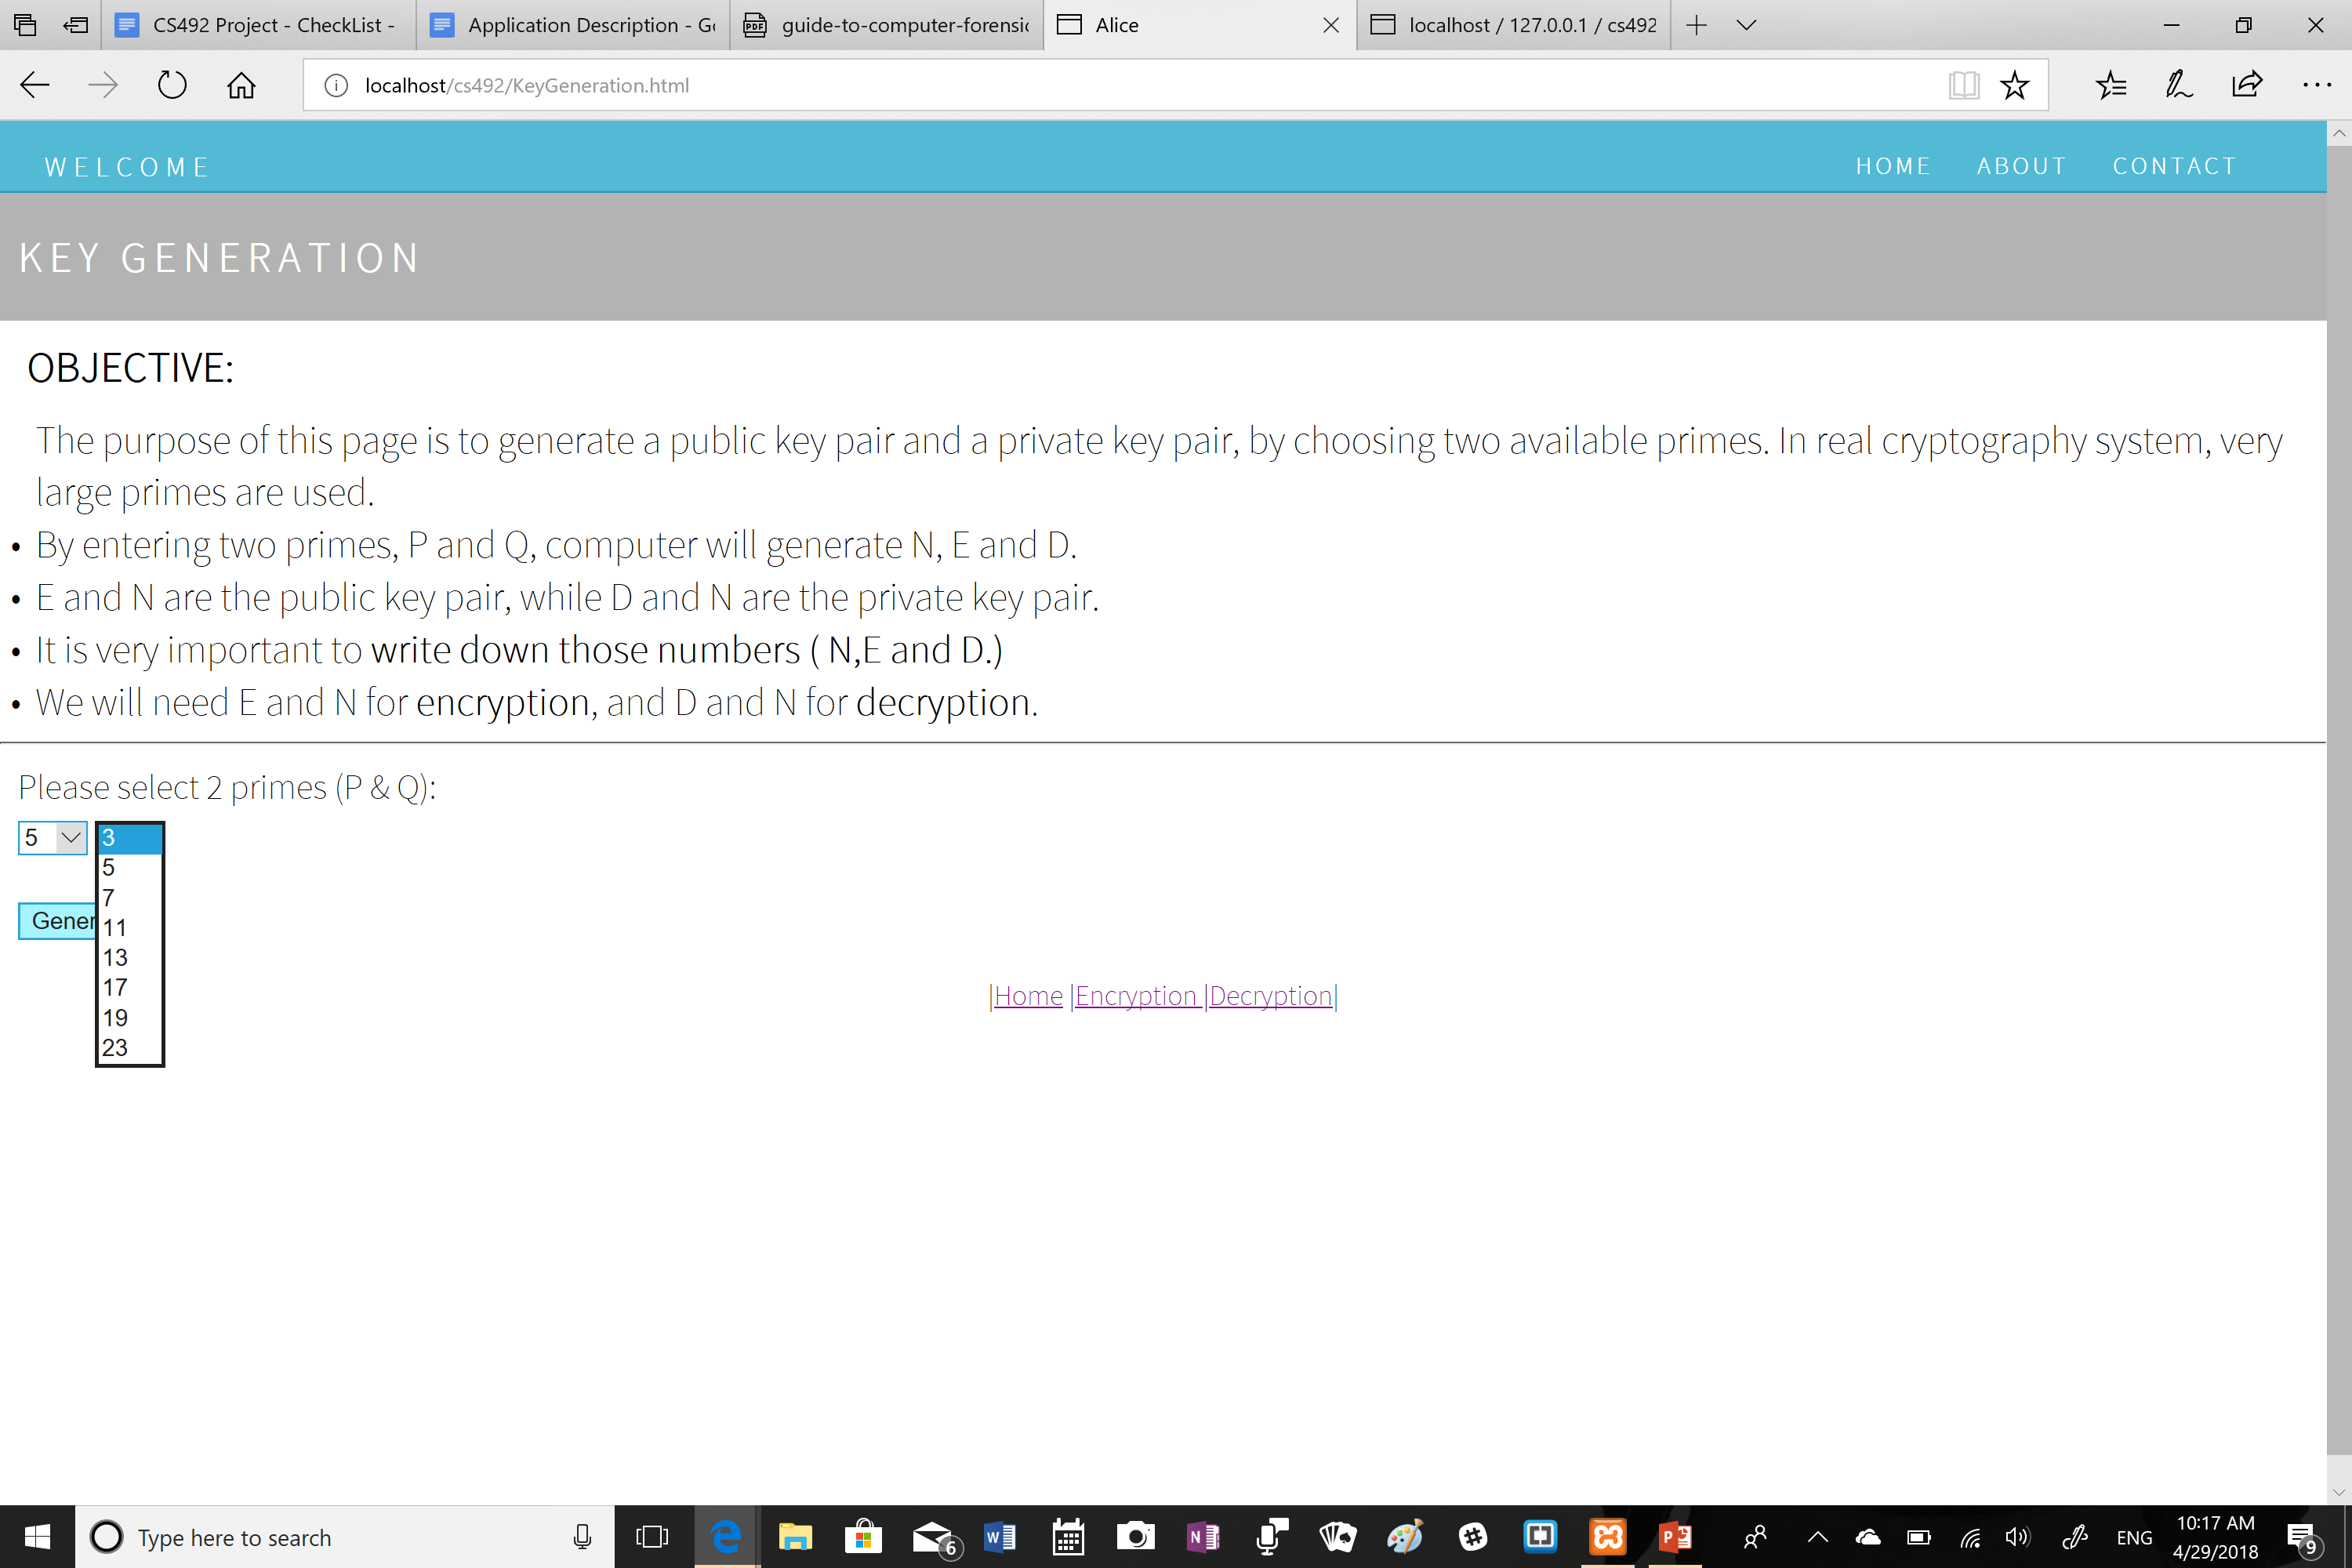 CS492 Project - CheckList -
Application Description - G
PDF
guide-to-computer-forensic
Alice
localhost / 127.0.0.1 / cs492
localhost/cs492/KeyGeneration.html
WELCOME
HOME ABOUT CONTACT
KEY GENERATION
OBJECTIVE:
The purpose of this page is to generate a public key pair and a private key pair, by choosing two available primes. In real cryptography system, very
large primes are used.
• By entering two primes, P and Q, computer will generate N, E and D.
• E and N are the public key pair, while D and N are the private key pair.
• It is very important to write down those numbers ( N,E and D.)
• We will need E and N for encryption, and D and N for decryption.
Please select 2 primes (P & Q):
5
3
5
7
Gener
11
13
17
19
23
|Home |Encryption |Decryption|
Type here to search
6
W
N
P
ENG
10:17 AM
4/29/2018
9